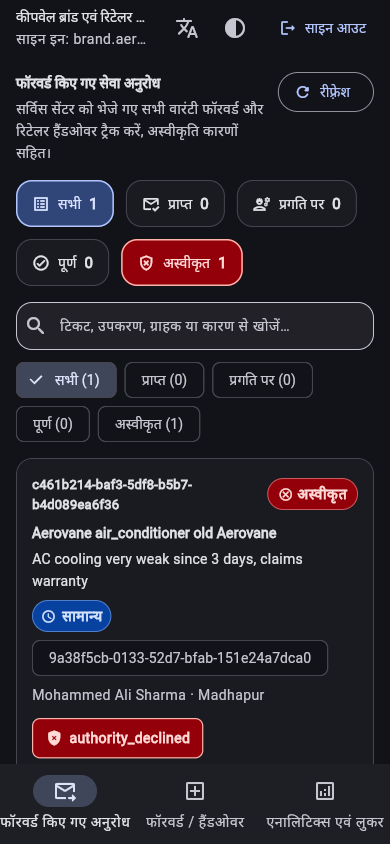 कीपवेल ब्रांड एवं रिटेलर ...
साइन इन: brand.aer...
साइन आउट
फॉरवर्ड किए गए सेवा अनुरोध
सर्विस सेंटर को भेजे गए सभी वारंटी फॉरवर्ड और
रिटेलर हैंडओवर ट्रैक करें, अस्वीकृति कारणों
सहित।
रीफ़्रेश
सभी 1
प्राप्त 0
प्रगति पर 0
पूर्ण 0
अस्वीकृत 1
टिकट, उपकरण, ग्राहक या कारण से खोजें...
सभी (1)
प्राप्त (0)
प्रगति पर (0)
पूर्ण (0)
अस्वीकृत (1)
c461b214-baf3-5df8-b5b7-
b4d089ea6f36
अस्वीकृत
Aerovane air_conditioner old Aerovane
AC cooling very weak since 3 days, claims
warranty
सामान्य
9a38f5cb-0133-52d7-bfab-151e24a7dca0
Mohammed Ali Sharma · Madhapur
authority_declined
फॉरवर्ड किए गए अनुरोध
फॉरवर्ड / हैंडओवर
एनालिटिक्स एवं लुकर